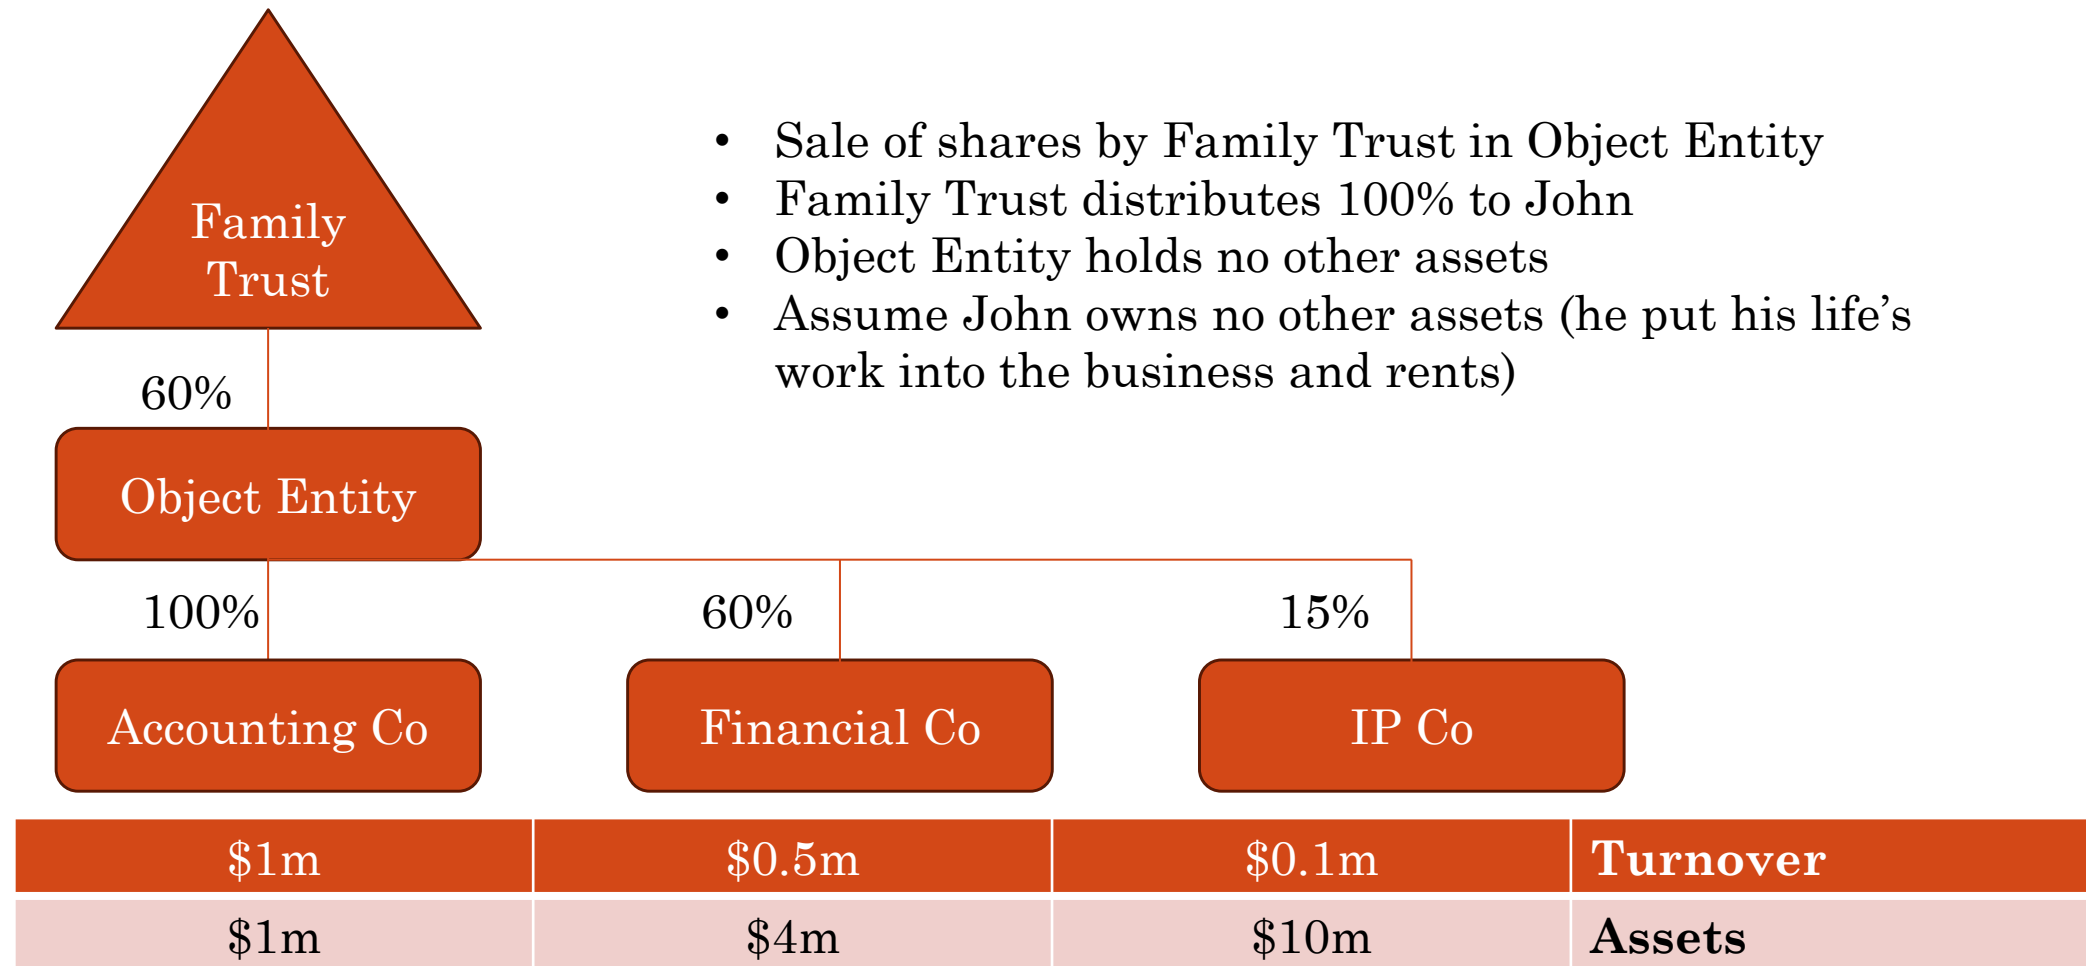 Family
Trust
• Sale of shares by Family Trust in Object Entity
• Family Trust distributes 100% to John
• Object Entity holds no other assets
• Assume John owns no other assets (he put his life’s
work into the business and rents)
60%
Object Entity
100%
60%
15%
Accounting Co
Financial Co
IP Co
$1m $0.5m $0.1m Turnover
$1m $4m $10m Assets